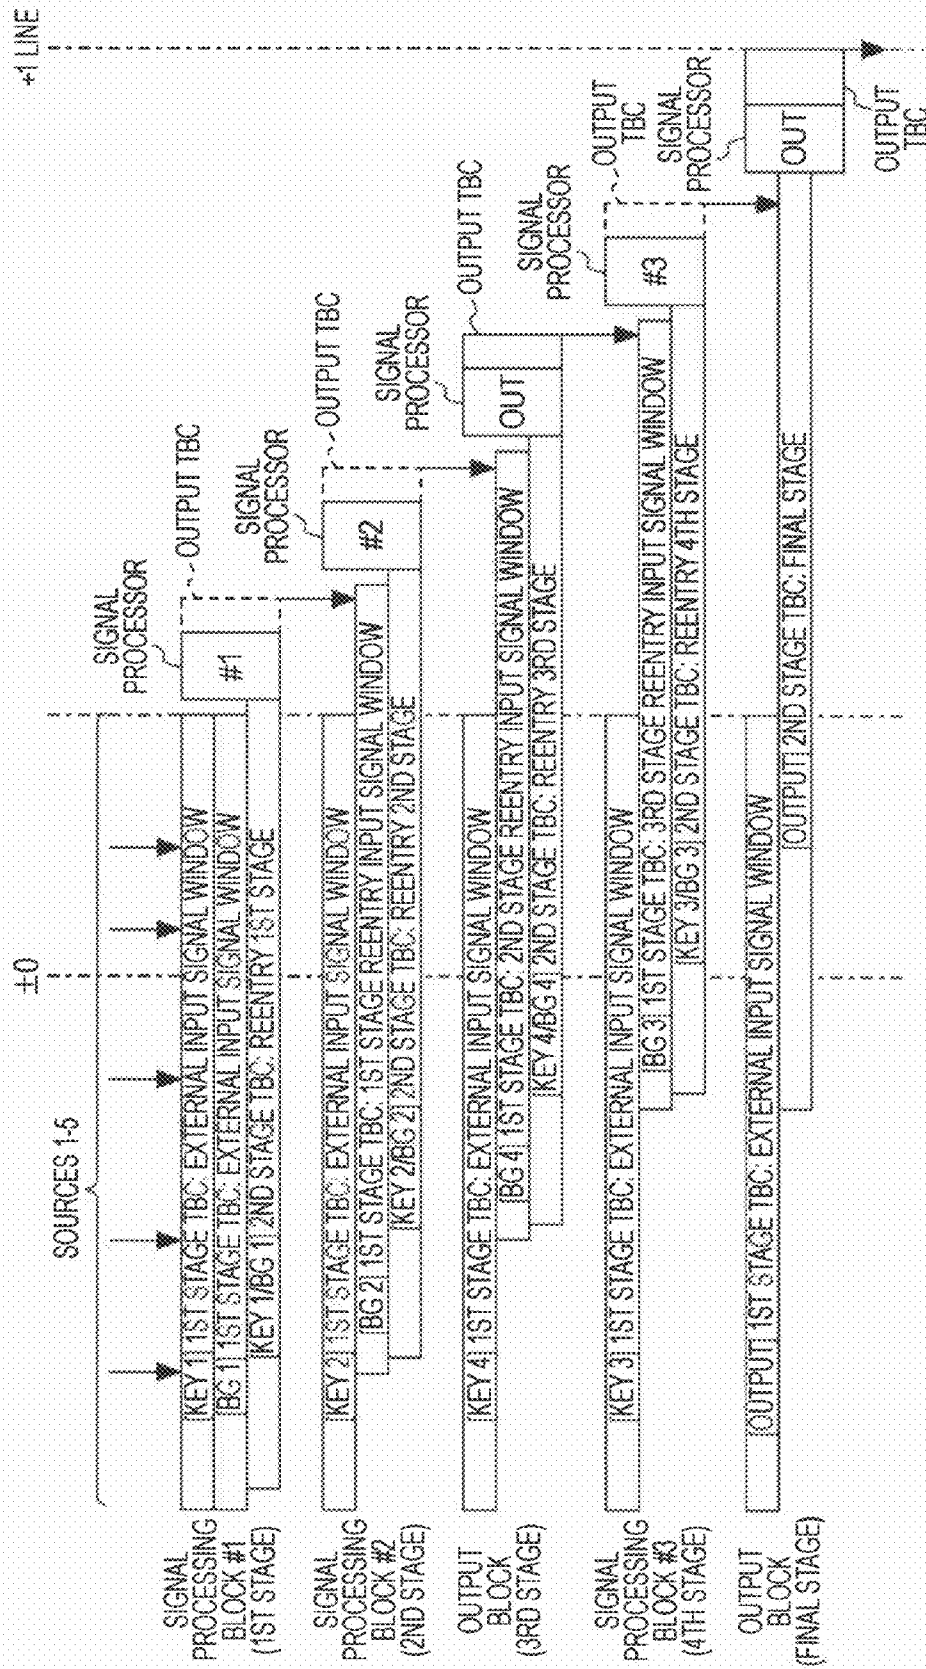 ±0
+1 LINE
SOURCES 1-5
SIGNAL
PROCESSING
BLOCK #1
(1ST STAGE)
KEY 1 1ST STAGE TBC: EXTERNAL INPUT SIGNAL WINDOW
BG 1 1ST STAGE TBC: EXTERNAL INPUT SIGNAL WINDOW
KEY 1/BG 1 2ND STAGE TBC: REENTRY 1ST STAGE
SIGNAL
PROCESSOR
#1
OUTPUT TBC
SIGNAL
PROCESSING
BLOCK #2
(2ND STAGE)
KEY 2 1ST STAGE TBC: EXTERNAL INPUT SIGNAL WINDOW
BG 2 1ST STAGE TBC: 1ST STAGE REENTRY INPUT SIGNAL WINDOW
KEY 2/BG 2 2ND STAGE TBC: REENTRY 2ND STAGE
SIGNAL
PROCESSOR
#2
OUTPUT TBC
OUTPUT
BLOCK
(3RD STAGE)
KEY 4 1ST STAGE TBC: EXTERNAL INPUT SIGNAL WINDOW
BG 4 1ST STAGE TBC: 2ND STAGE REENTRY INPUT SIGNAL WINDOW
KEY 4/BG 4 2ND STAGE TBC: REENTRY 3RD STAGE
SIGNAL
PROCESSOR
OUT
OUTPUT TBC
SIGNAL
PROCESSING
BLOCK #3
(4TH STAGE)
KEY 3 1ST STAGE TBC: EXTERNAL INPUT SIGNAL WINDOW
BG 3 1ST STAGE TBC: 3RD STAGE REENTRY INPUT SIGNAL WINDOW
KEY 3/BG 3 2ND STAGE TBC: REENTRY 4TH STAGE
SIGNAL
PROCESSOR
#3
OUTPUT
TBC
OUTPUT
BLOCK
(FINAL STAGE)
OUTPUT 1ST STAGE TBC: EXTERNAL INPUT SIGNAL WINDOW
OUTPUT 2ND STAGE TBC: FINAL STAGE
SIGNAL
PROCESSOR
OUT
OUTPUT
TBC